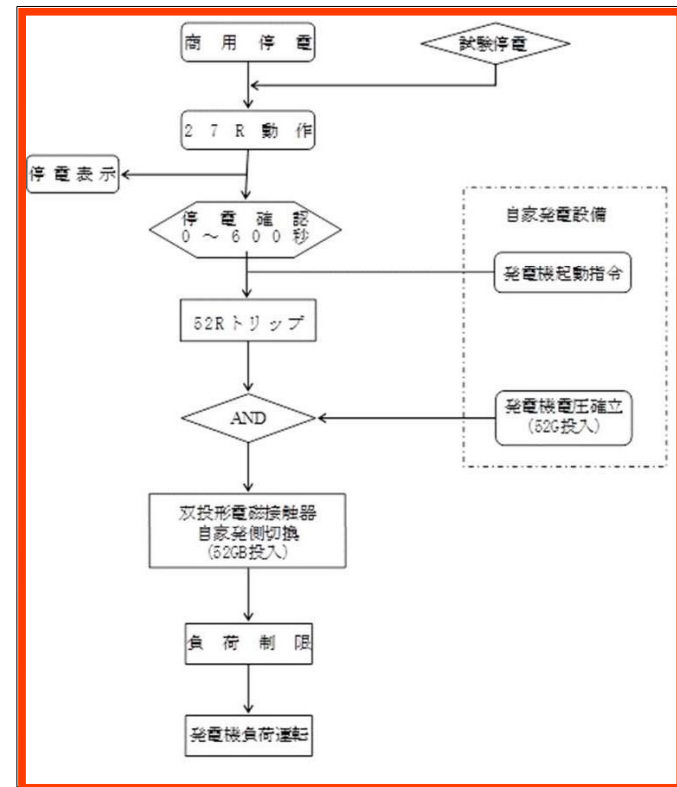 商用停電
試験停電
27R動作
停電表示
停電確認
0～600秒
自家発電設備
発電機起動指令
52Rトリップ
AND
発電機電圧確立
(52G投入)
双投形電磁接触器
自家発側切換
(52GB投入)
負荷制限
発電機負荷運転